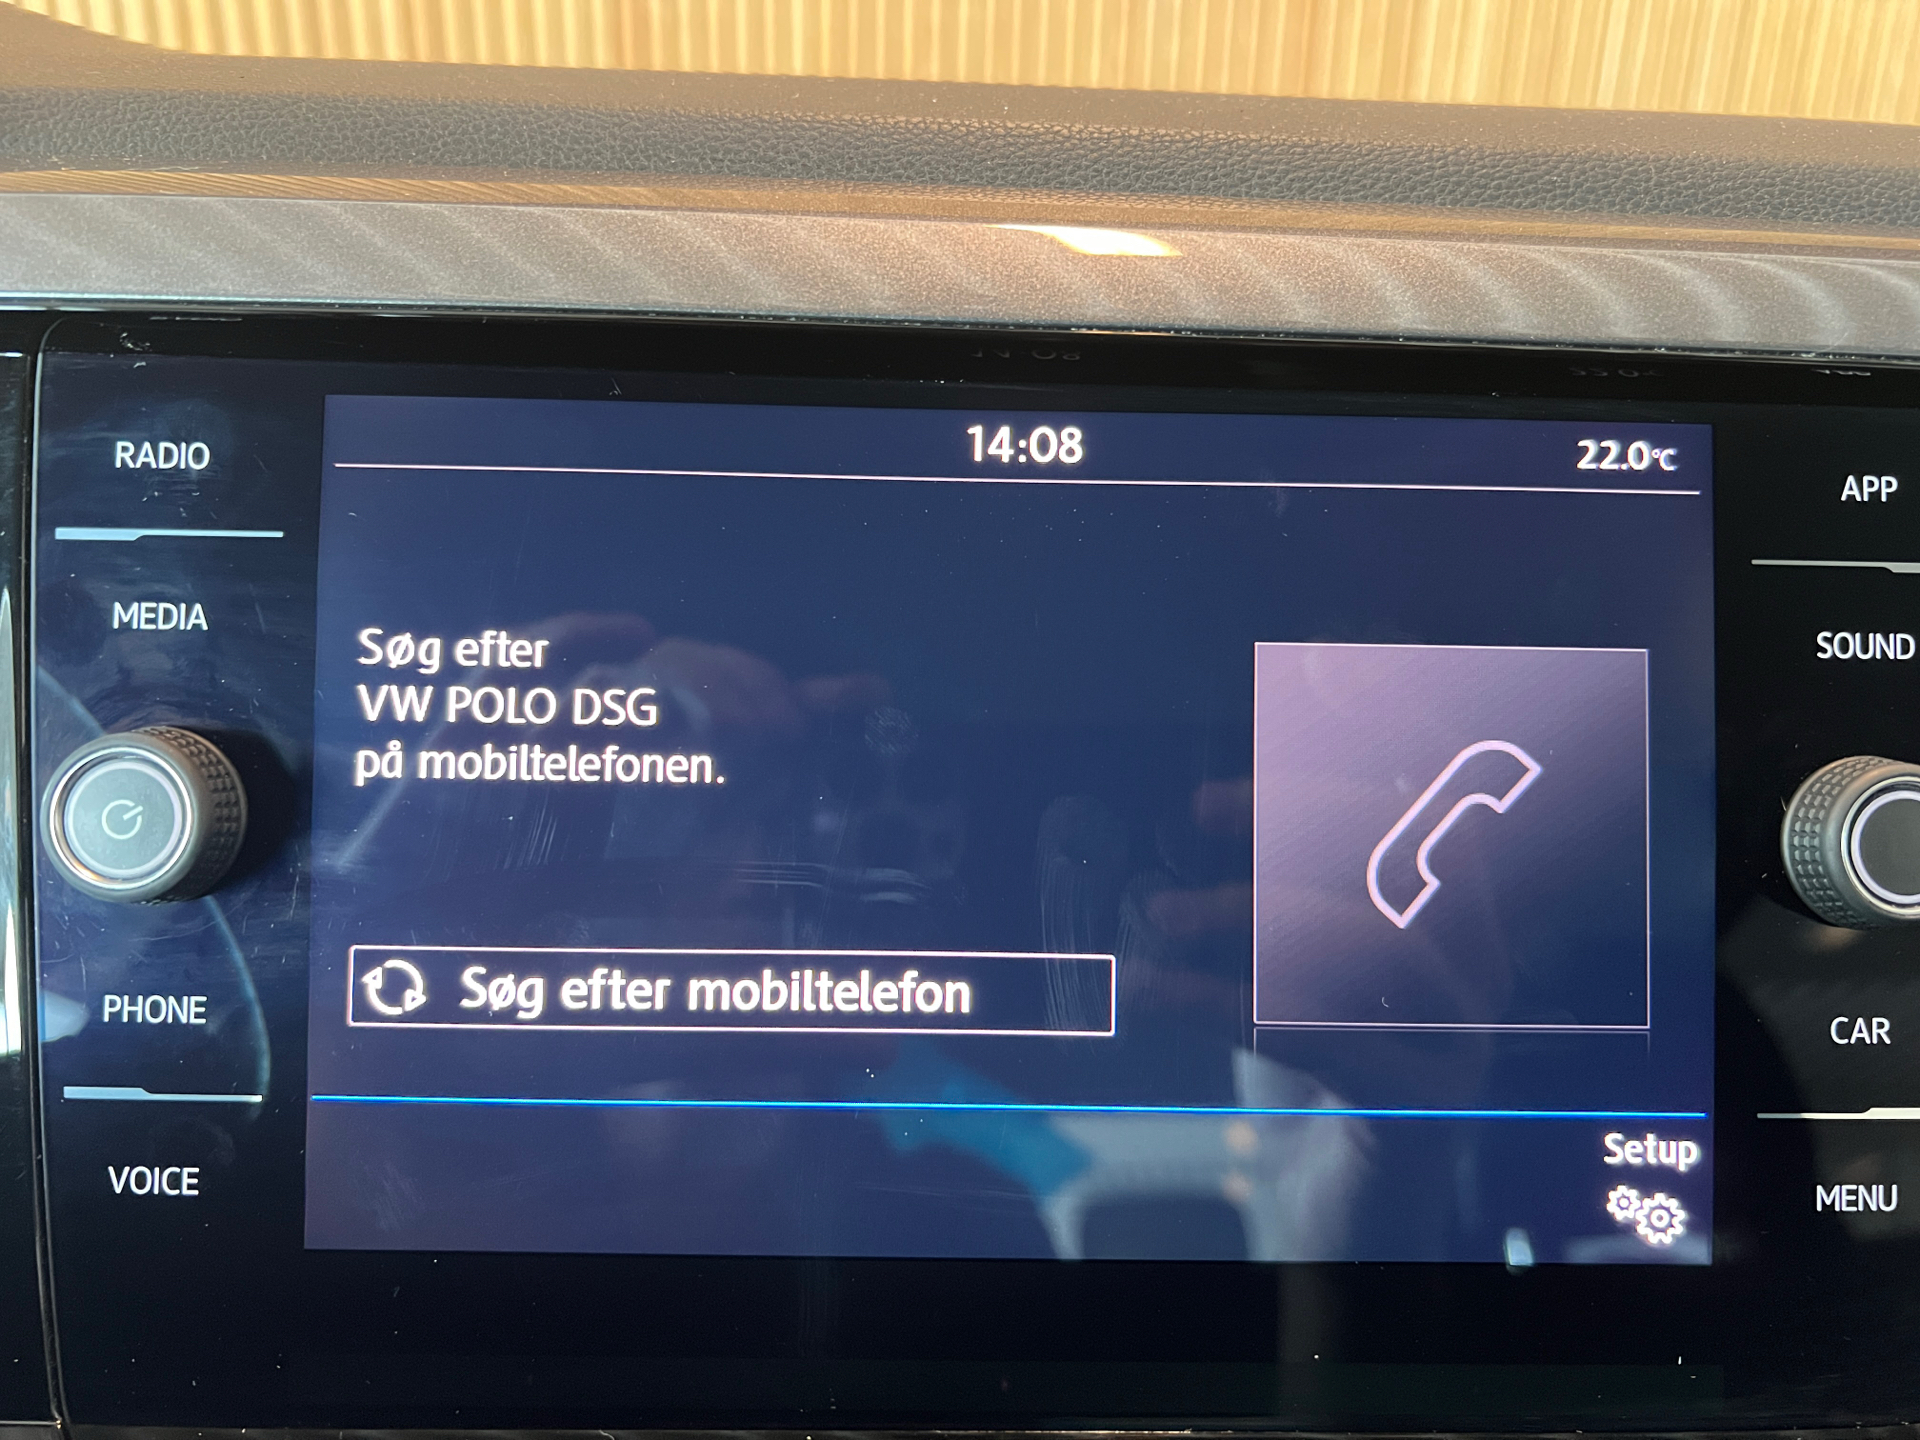 14:08
22.0°C
RADIO
MEDIA
PHONE
VOICE
Søg efter
VW POLO DSG
på mobiltelefonen.
Søg efter mobiltelefon
Setup
APP
SOUND
CAR
MENU